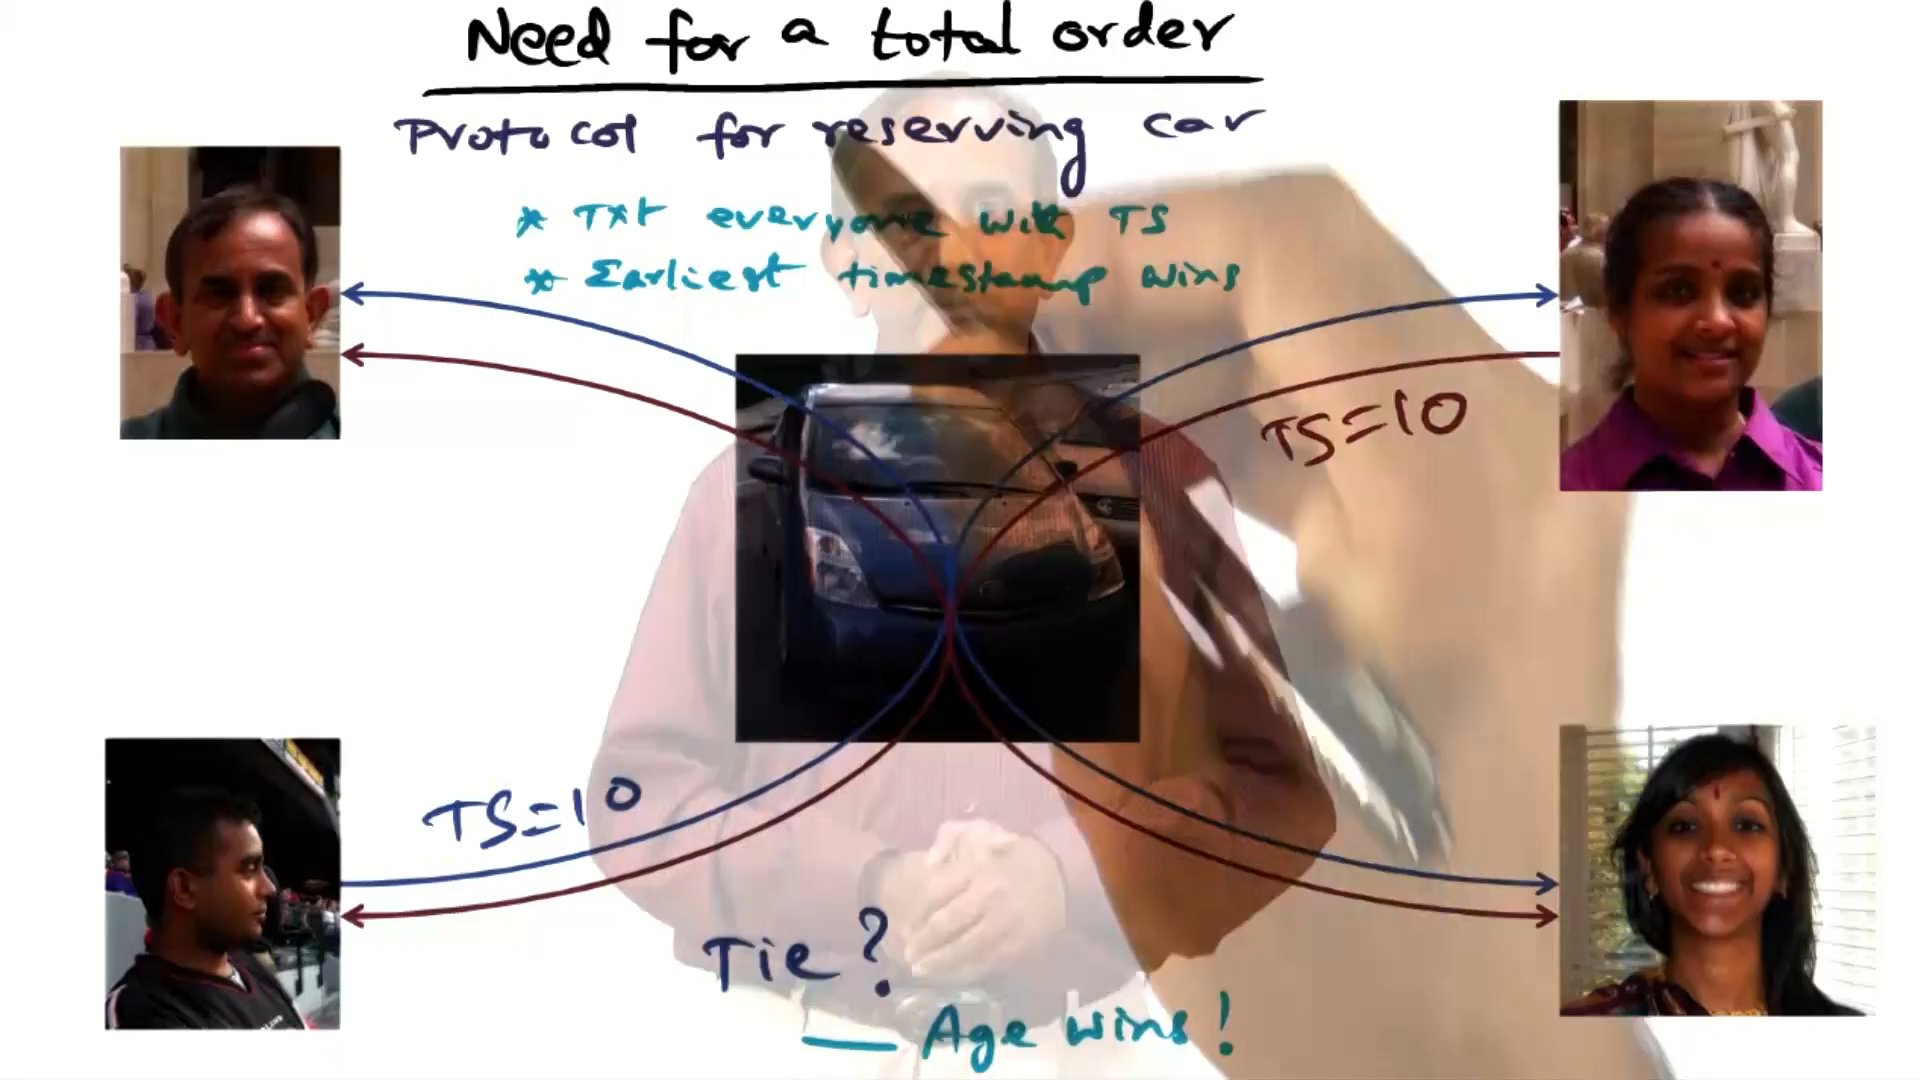 Need for a total order
Protocol for reserving car
* Txt everyone with TS
* Earliest timestamp wins
TS=10
TS=10
Tie?
— Age wins!